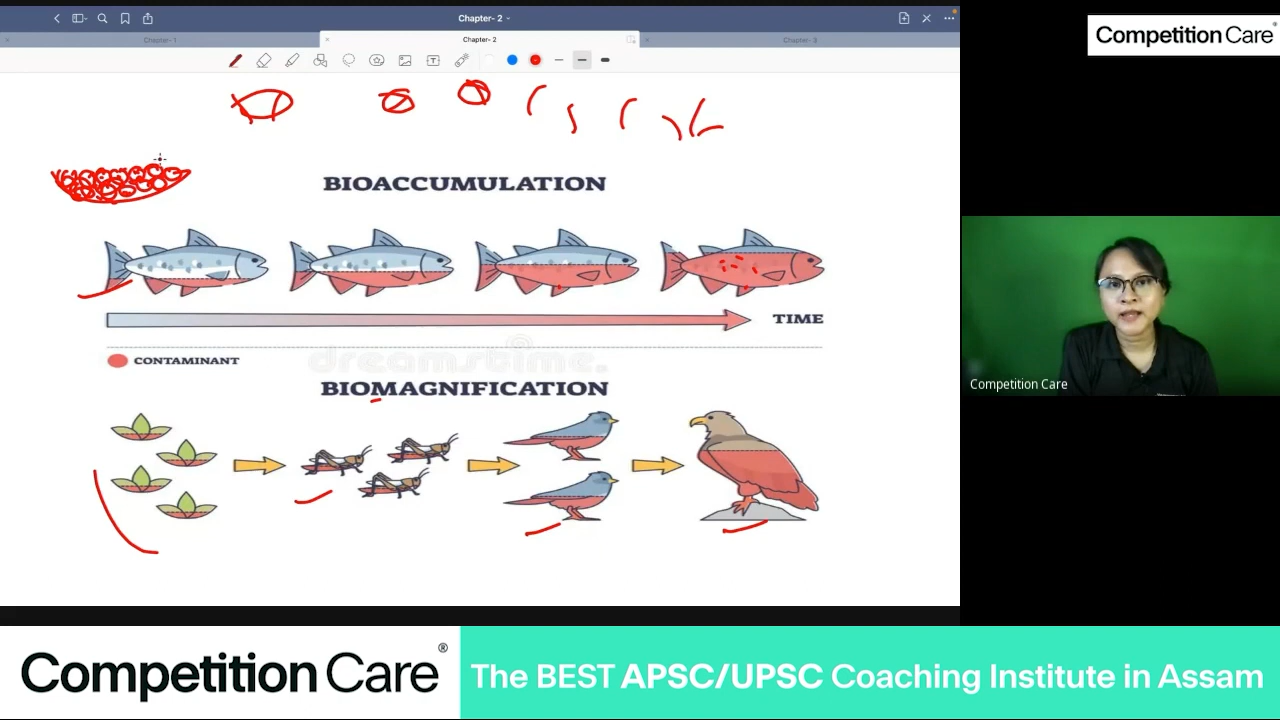 Chapter- 2
Competition Care
Chapter- 1
Chapter- 2
Chapter- 3
BIOACCUMULATION
TIME
CONTAMINANT
dreamstime.
BIOMAGNIFICATION
Competition Care
Competition Care®
The BEST APSC/UPSC Coaching Institute in Assam